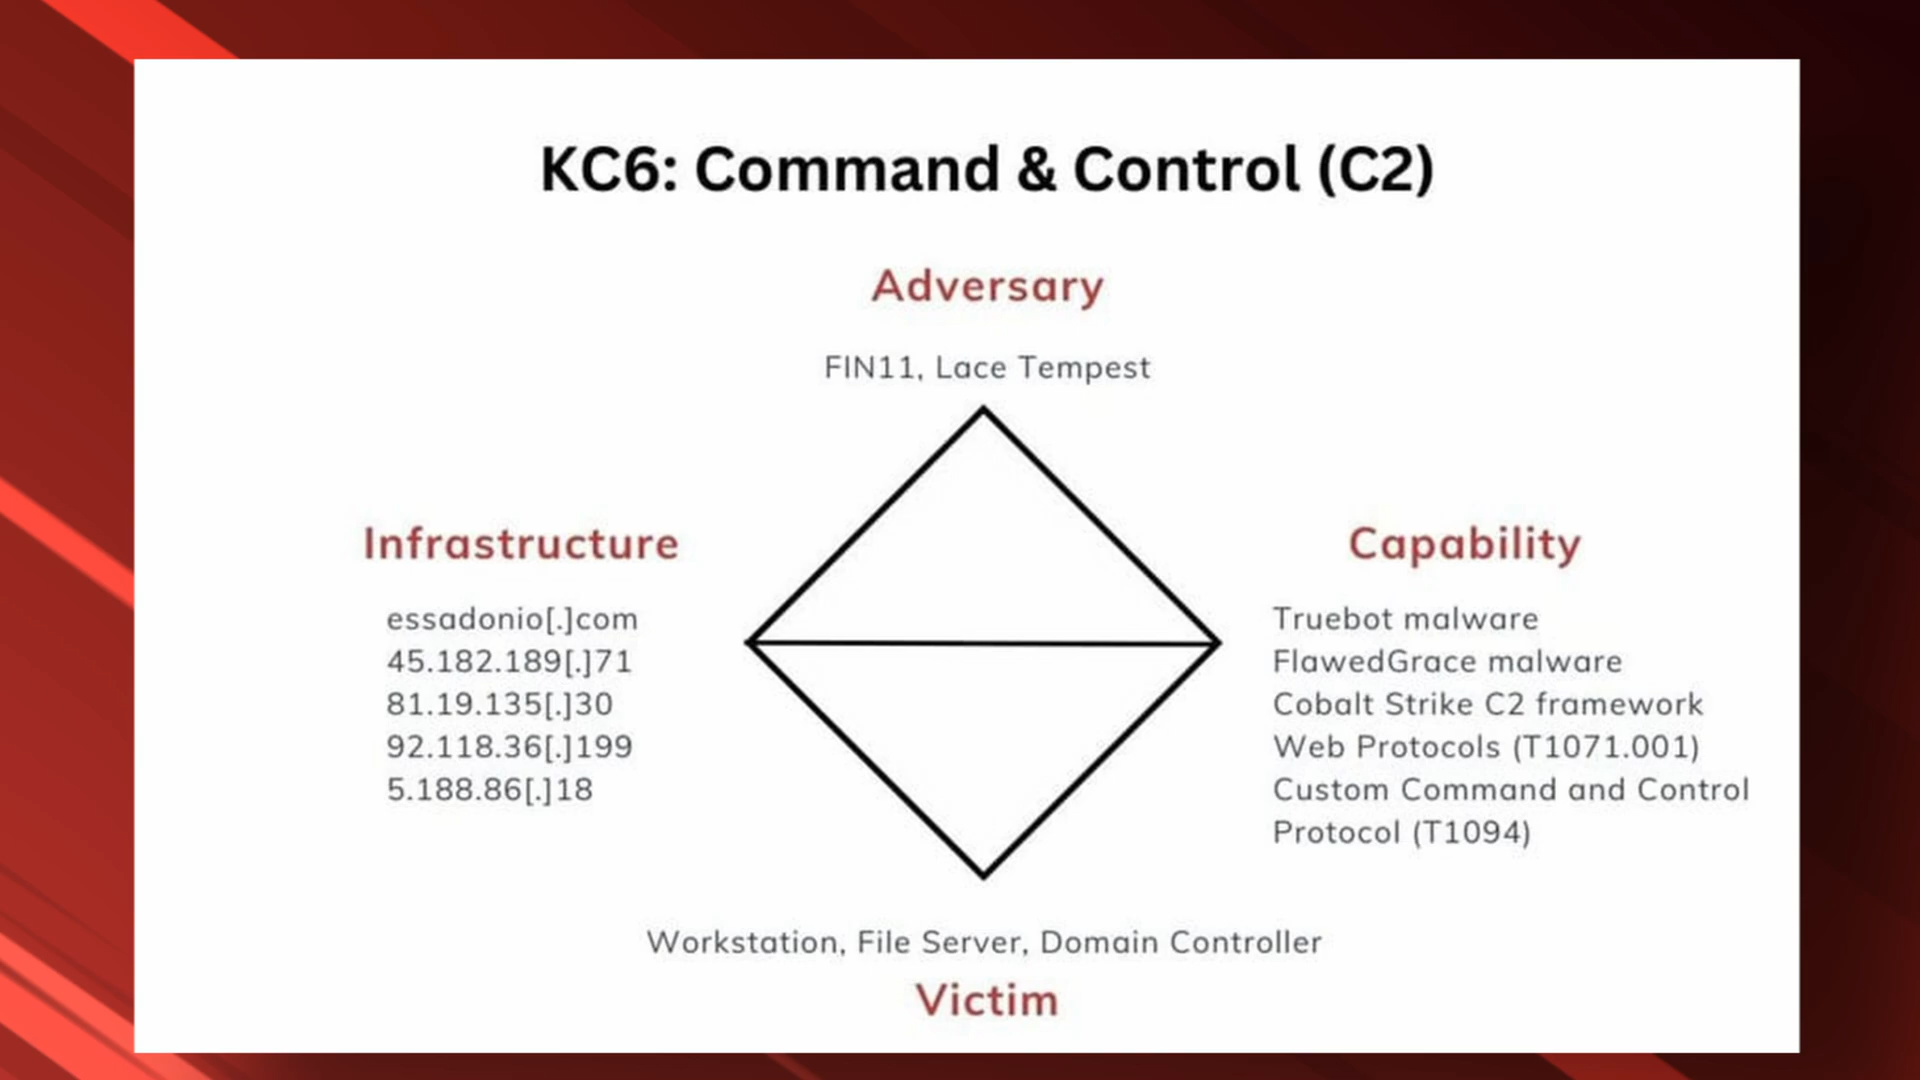 KC6: Command & Control (C2)
Adversary
FIN11, Lace Tempest
Infrastructure
essadonio[.]com
45.182.189[.]71
81.19.135[.]30
92.118.36[.]199
5.188.86[.]18
Capability
Truebot malware
FlawedGrace malware
Cobalt Strike C2 framework
Web Protocols (T1071.001)
Custom Command and Control
Protocol (T1094)
Workstation, File Server, Domain Controller
Victim